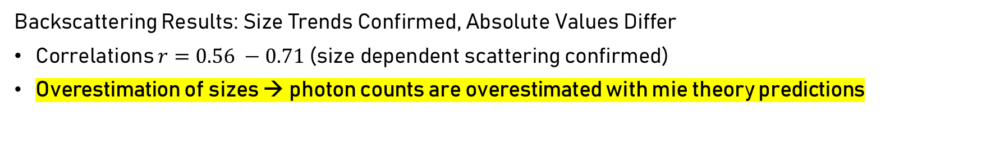 Backscattering Results: Size Trends Confirmed, Absolute Values Differ
• Correlations r = 0.56 − 0.71 (size dependent scattering confirmed)
• Overestimation of sizes → photon counts are overestimated with mie theory predictions